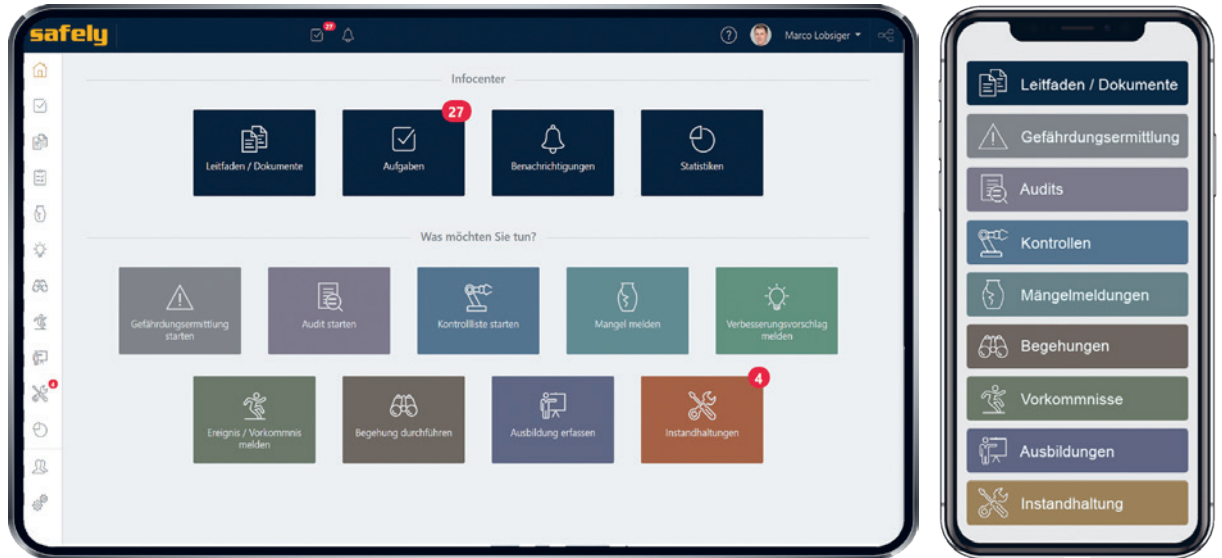 safely
27
Marco Lobsiger
Infocenter
27
Leitfaden / Dokumente
Aufgaben
Benachrichtigungen
Statistiken
Was möchten Sie tun?
Gefährdungsermittlung
starten
Audit starten
Kontrollliste starten
Mangel melden
Verbesserungsvorschlag
melden
4
4
Ereignis / Vorkommnis
melden
Begehung durchführen
Ausbildung erfassen
Instandhaltungen
Leitfaden / Dokumente
Gefährdungsermittlung
Audits
Kontrollen
Mängelmeldungen
Begehungen
Vorkommnisse
Ausbildungen
Instandhaltung